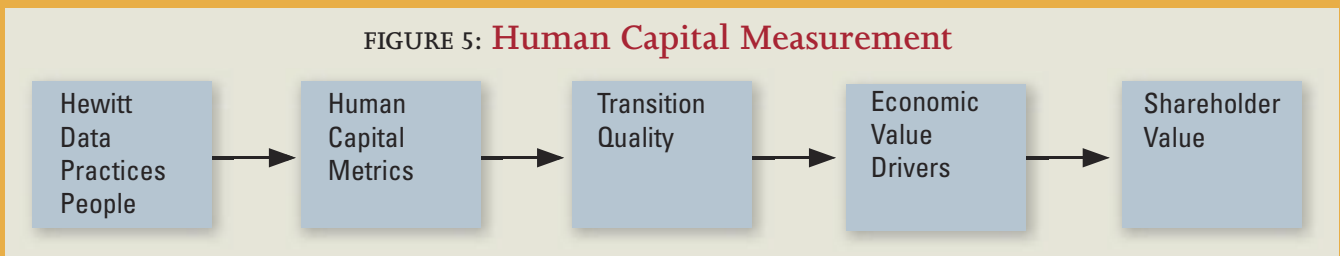 FIGURE 5: Human Capital Measurement
Hewitt
Data
Practices
People
Human
Capital
Metrics
Transition
Quality
Economic
Value
Drivers
Shareholder
Value